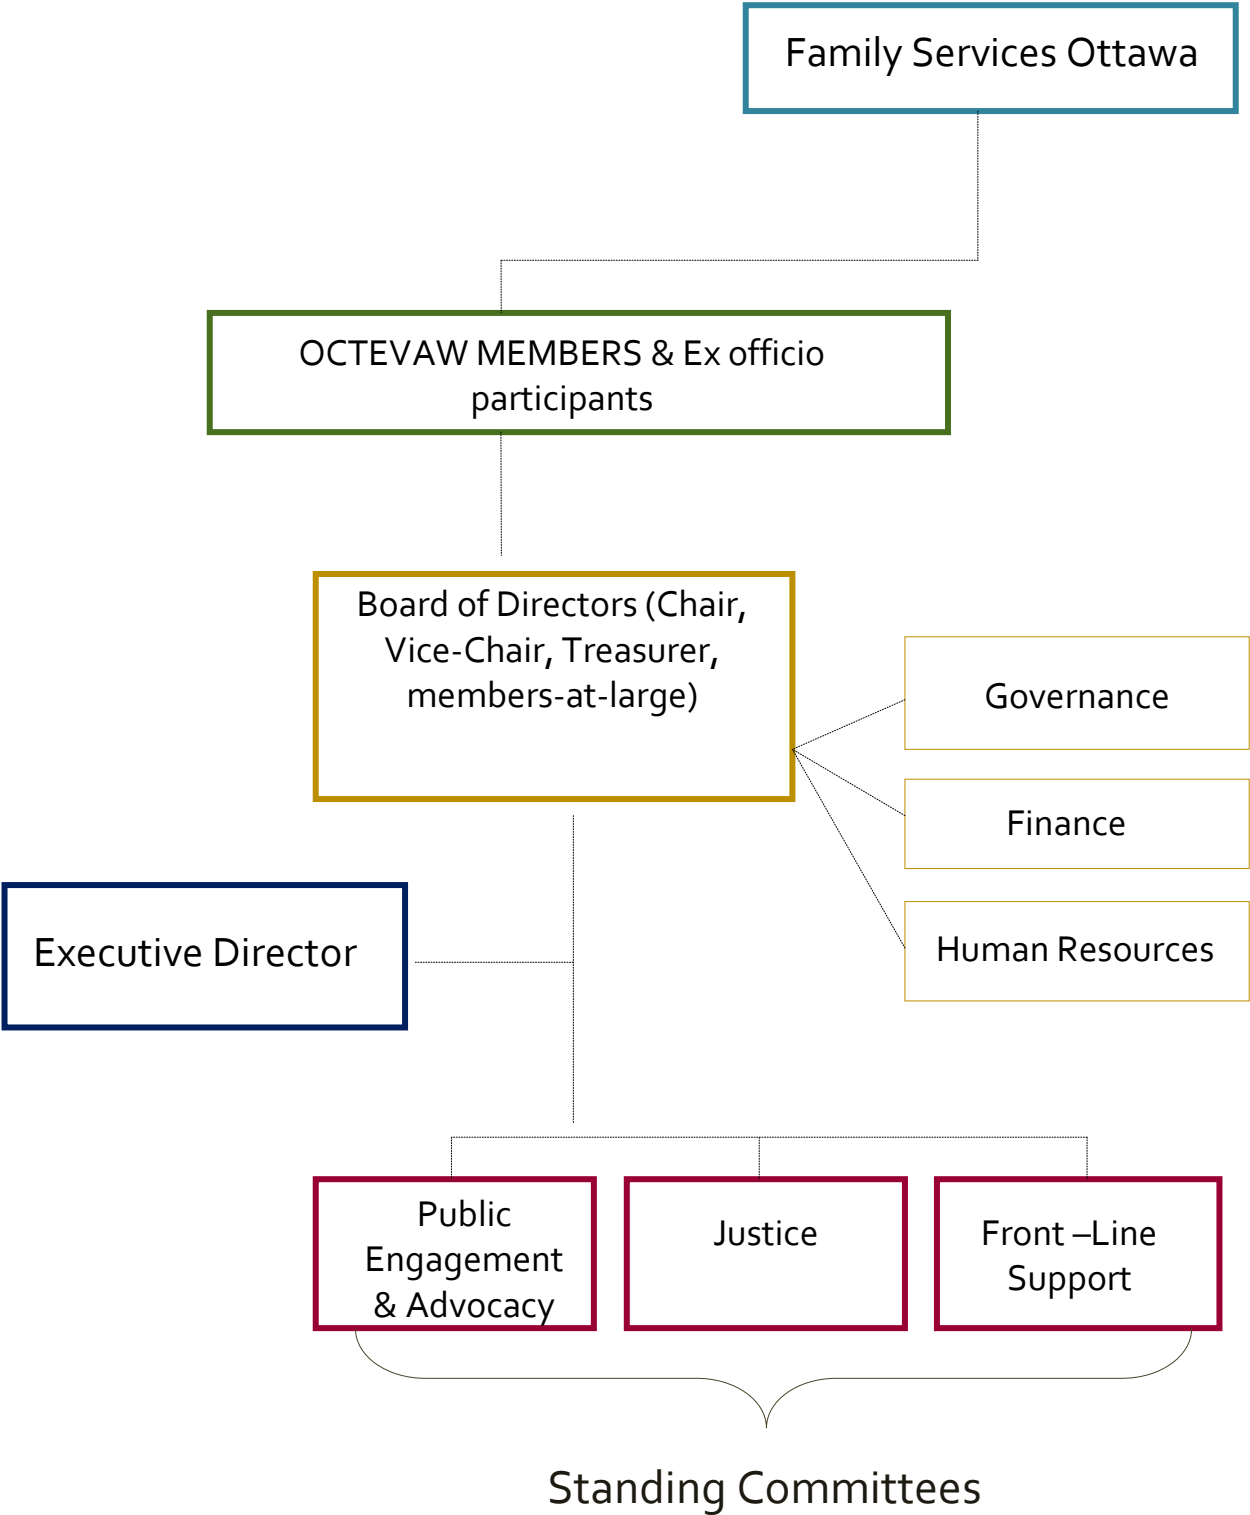 Family Services Ottawa
OCTEVAW MEMBERS & Ex officio
participants
Board of Directors (Chair,
Vice-Chair, Treasurer,
members-at-large)
Governance
Finance
Human Resources
Executive Director
Public
Engagement
& Advocacy
Justice
Front –Line
Support
Standing Committees